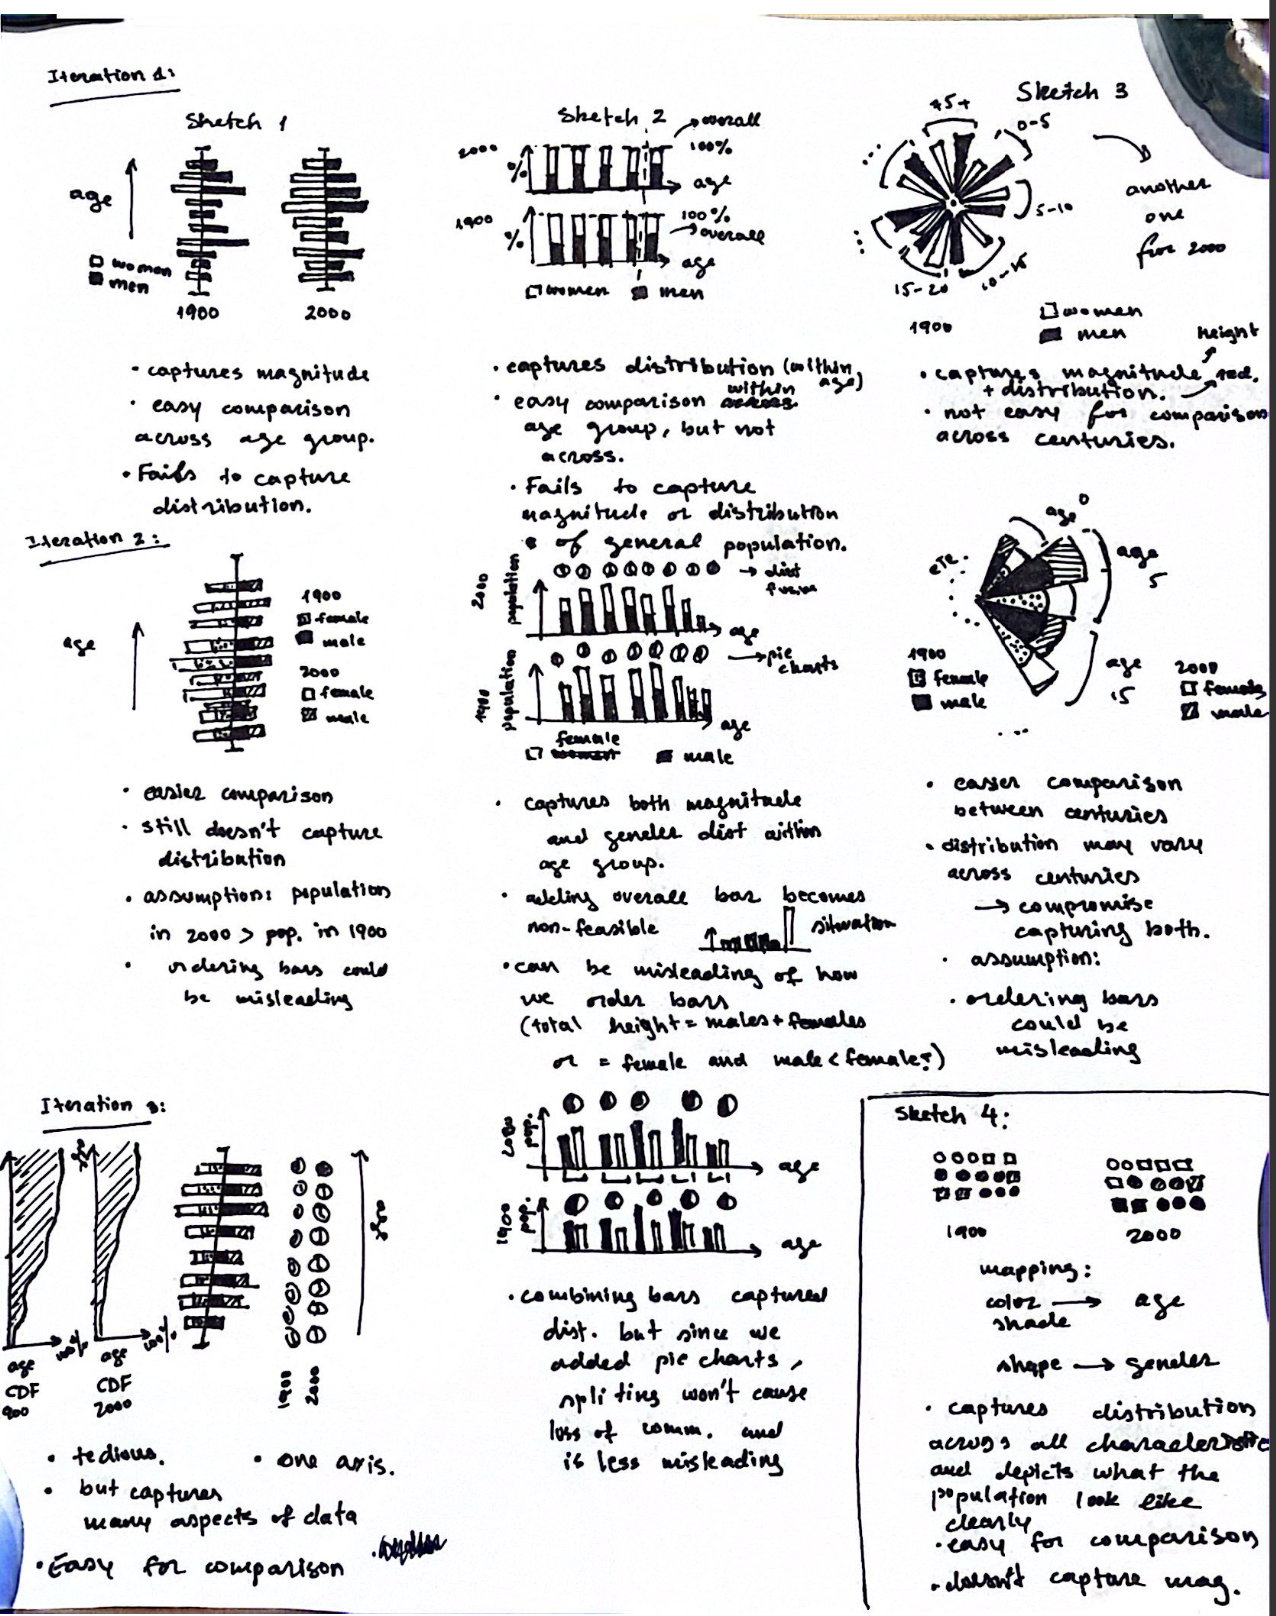 Iteration 1:
Sketch 1
age
women
men
1900
2000
• captures magnitude
• easy comparison
across age group.
• Fails to capture
distribution.
Sketch 2
overall
2000
%
100%
age
1900
%
100%
overall
age
women men
• captures distribution (within
age)
• easy comparison within
age group, but not
across.
• Fails to capture
magnitude or distribution
of general population.
Sketch 3
0-5
5-10
10-15
15-20
another
one
for 2000
1900
women
men
height
• captures magnitude
+ distribution.
• not easy for comparison
across centuries.
Iteration 2:
age
1900
female
male
2000
female
male
• easier comparison
• still doesn't capture
distribution
• assumption: population
in 2000 > pop. in 1900
• ordering bars could
be misleading
2000
population
age
1900
population
pie
charts
age
female
women
male
• captures both magnitude
and gender dist within
age group.
• adding overall bar becomes
non-feasible
situation
• can be misleading of how
we order bars
(total height = males + females
or = female and male < female?)
age 0
age
5
age
15
etc.
...
1900
female
male
2000
female
male
• easier comparison
between centuries
• distribution may vary
across centuries
→ compromise
capturing both.
• assumption:
• ordering bars
could be
misleading
Iteration 3:
100%
100%
age
CDF
900
age
CDF
2000
1900
2000
age
• tedious.
• one axis.
• but captures
many aspects of data
• Easy for comparison
2000
pop.
age
1900
pop.
age
• combining bars captured
dist. but since we
added pie charts,
spliting won't cause
loss of comm. and
is less misleading
Sketch 4:
1900
2000
mapping:
color → age
shade
shape → gender
• captures distribution
across all characteristic
and depicts what the
population look like
clearly
• easy for comparison
• doesn't capture mag.